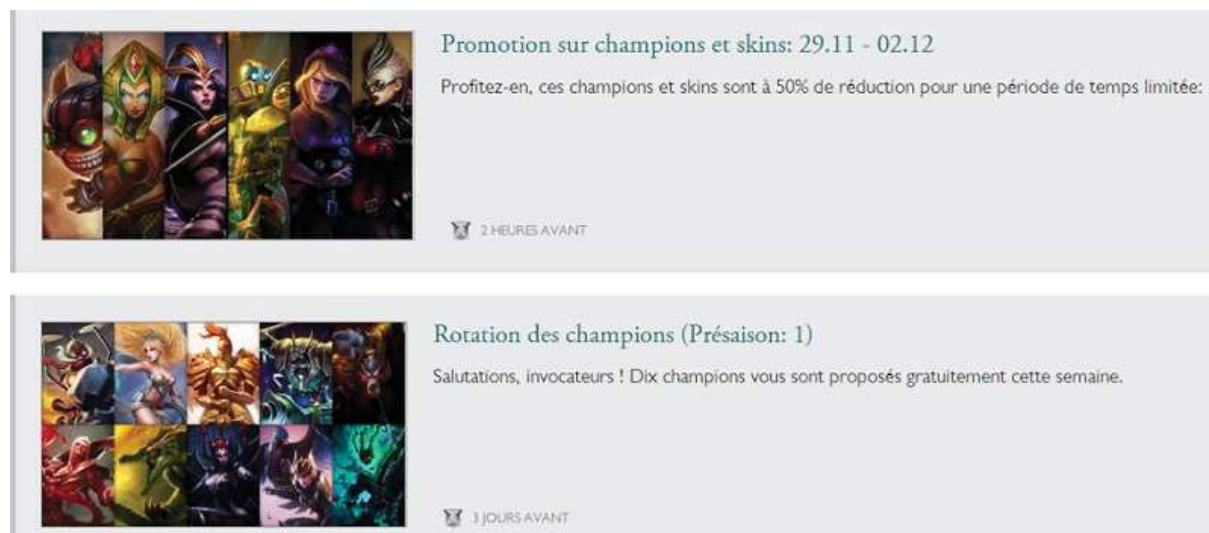 Promotion sur champions et skins: 29.11 - 02.12
Profitez-en, ces champions et skins sont à 50% de réduction pour une période de temps limitée:
2 HEURES AVANT
Rotation des champions (Présaison: 1)
Salutations, invocateurs ! Dix champions vous sont proposés gratuitement cette semaine.
3 JOURS AVANT